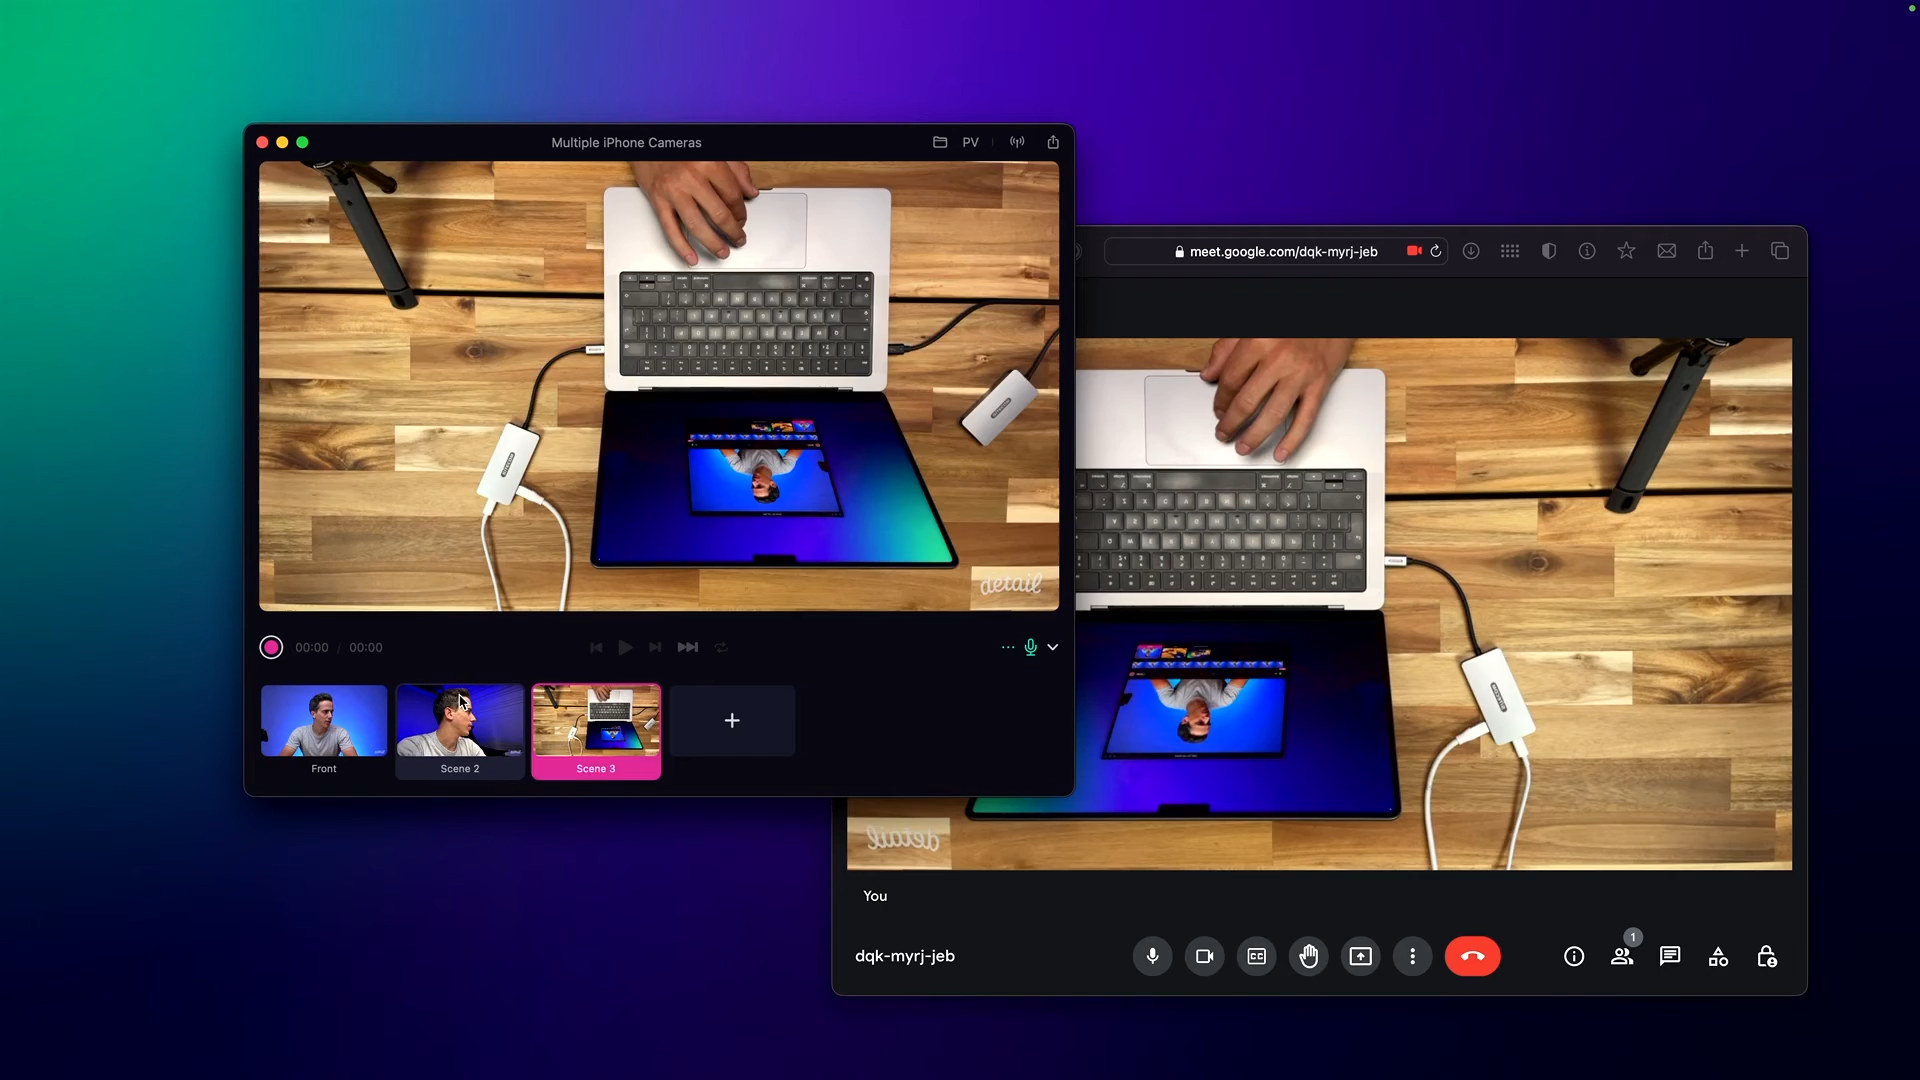 Multiple iPhone Cameras
PV
meet.google.com/dqk-myrj-jeb
detail
00:00 / 00:00
Front
Scene 2
Scene 3
detail
You
dqk-myrj-jeb
1